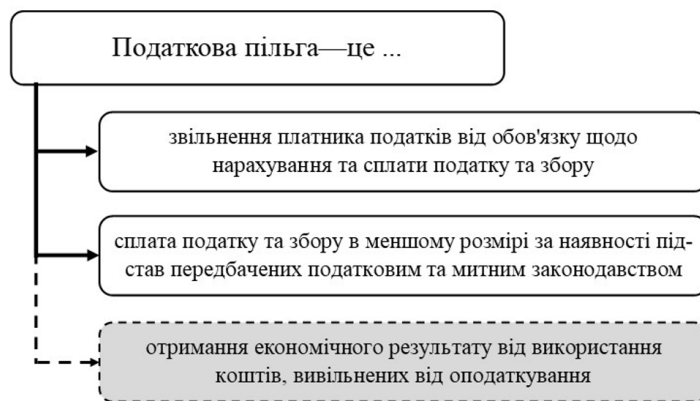 Податкова пільга—це ...
звільнення платника податків від обов'язку щодо
нарахування та сплати податку та збору
сплата податку та збору в меншому розмірі за наявності під-
став передбачених податковим та митним законодавством
отримання економічного результату від використання
коштів, вивільнених від оподаткування